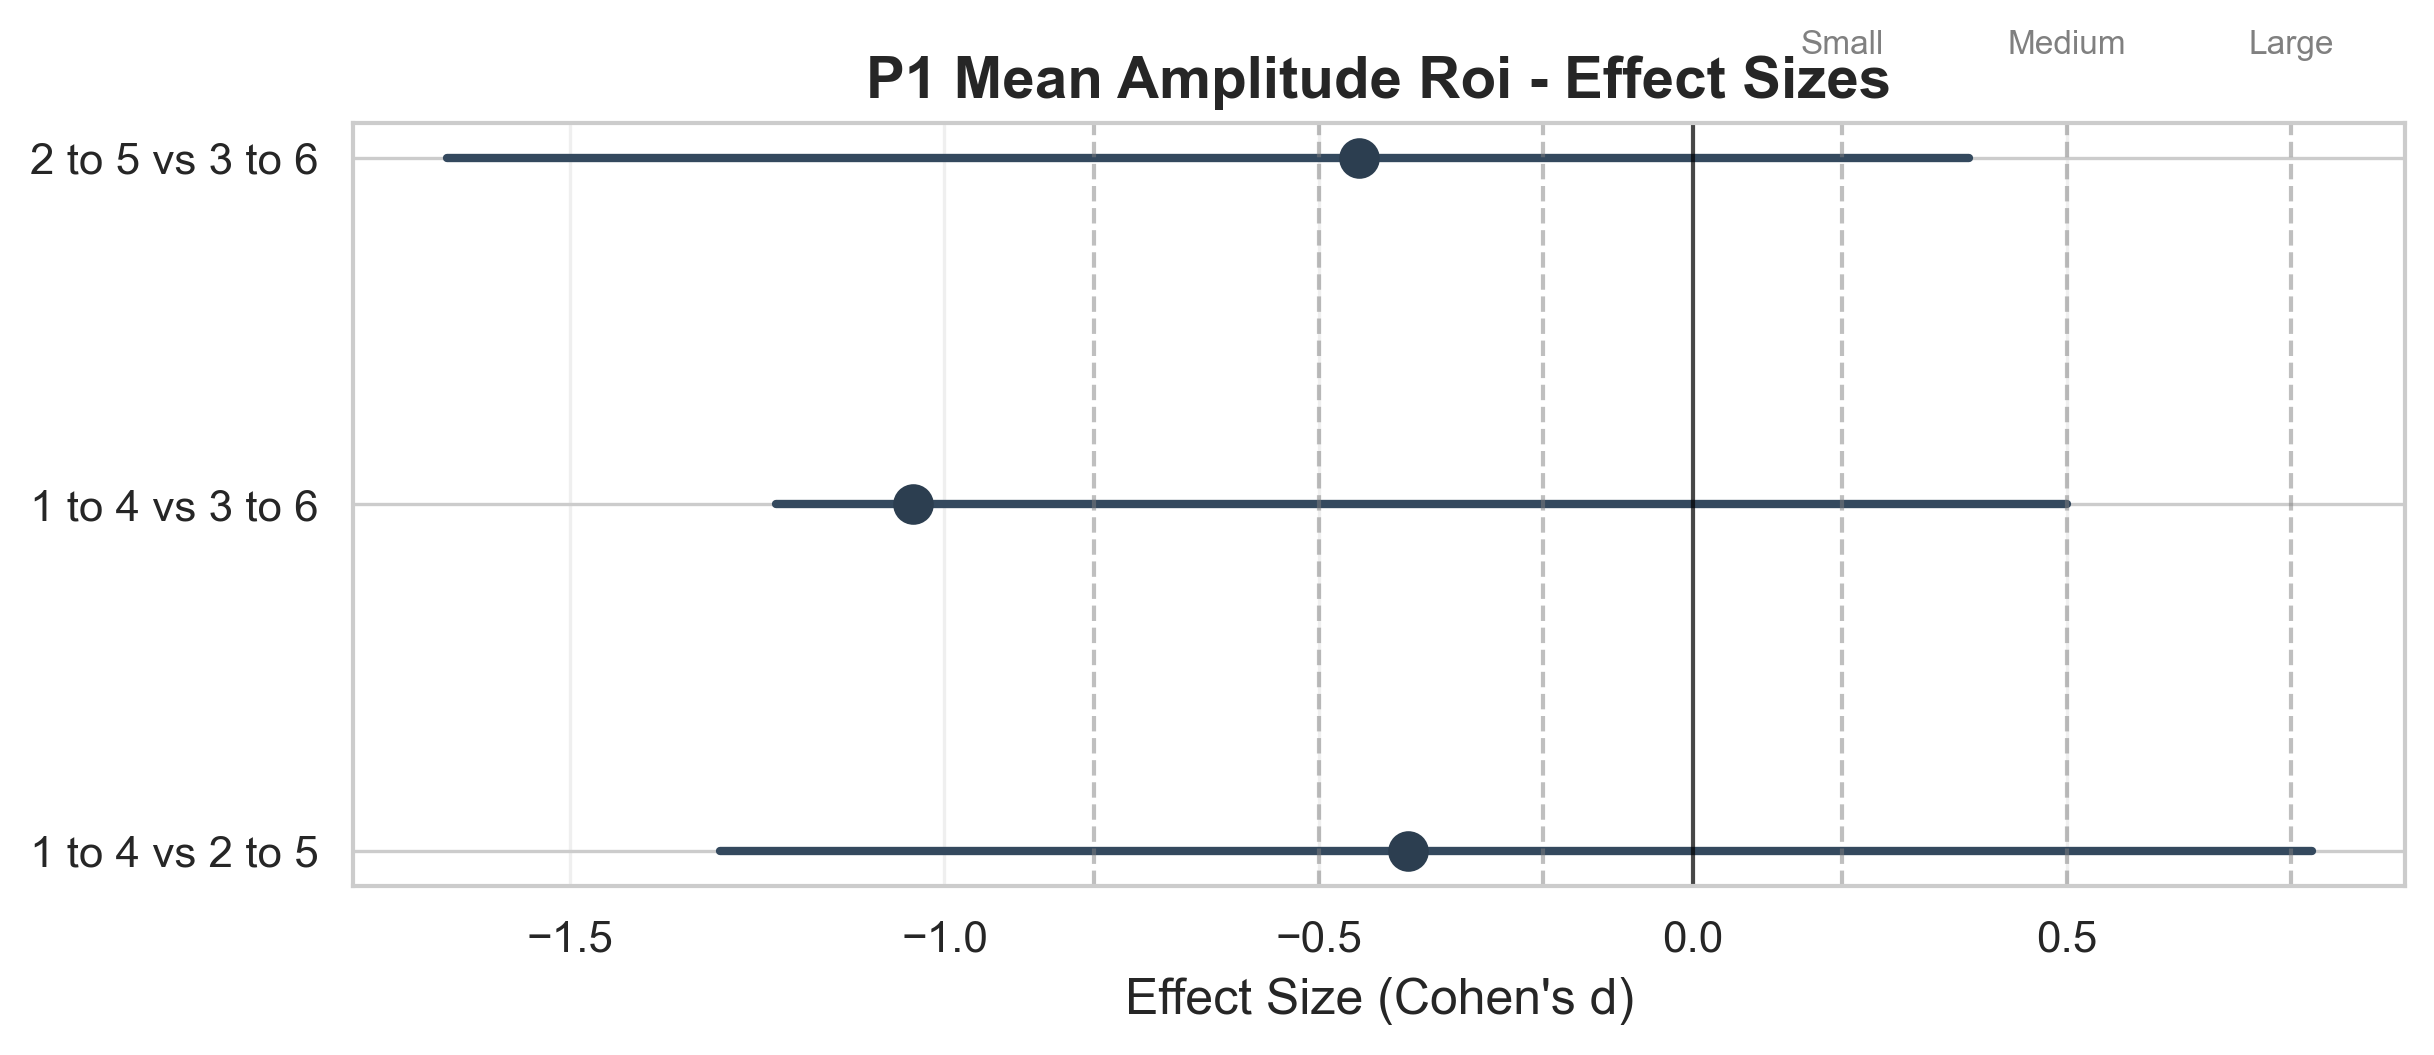 Small Medium Large
P1 Mean Amplitude Roi - Effect Sizes
2 to 5 vs 3 to 6
1 to 4 vs 3 to 6
1 to 4 vs 2 to 5
−1.5 −1.0 −0.5 0.0 0.5
Effect Size (Cohen's d)